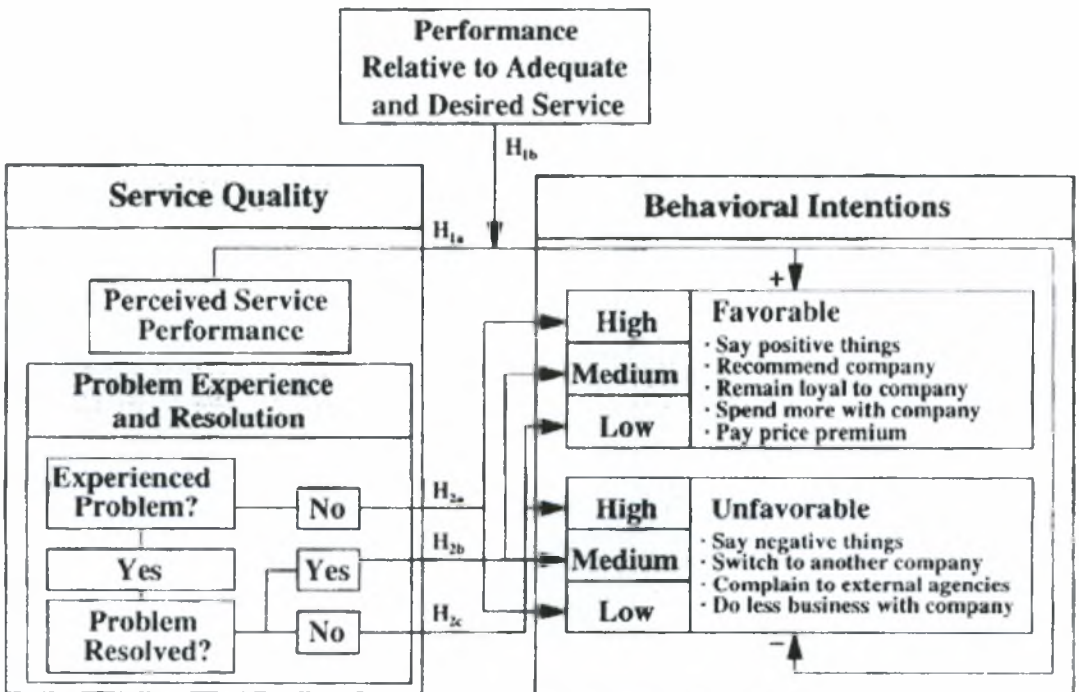 Performance
Relative to Adequate
and Desired Service
H1b
Service Quality
H1a
Perceived Service
Performance
Problem Experience
and Resolution
Experienced
Problem?
No
H2a
Yes
Yes
H2b
Problem
Resolved?
No
H2c
Behavioral Intentions
+
High
Medium
Low
Favorable
· Say positive things
· Recommend company
· Remain loyal to company
· Spend more with company
· Pay price premium
High
Medium
Low
Unfavorable
· Say negative things
· Switch to another company
· Complain to external agencies
· Do less business with company
−